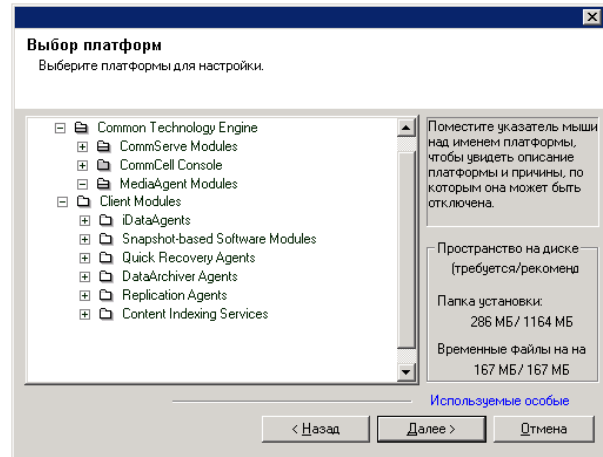 Выбор платформ
Выберите платформы для настройки.
Common Technology Engine
CommServe Modules
CommCell Console
MediaAgent Modules
Client Modules
iDataAgents
Snapshot-based Software Modules
Quick Recovery Agents
DataArchiver Agents
Replication Agents
Content Indexing Services
Поместите указатель мыши
над именем платформы,
чтобы увидеть описание
платформы и причины, по
которым она может быть
отключена.
Пространство на диске
(требуется/рекоменд
Папка установки:
286 МБ/ 1164 МБ
Временные файлы на на
167 МБ/ 167 МБ
Используемые особые
< Назад
Далее >
Отмена